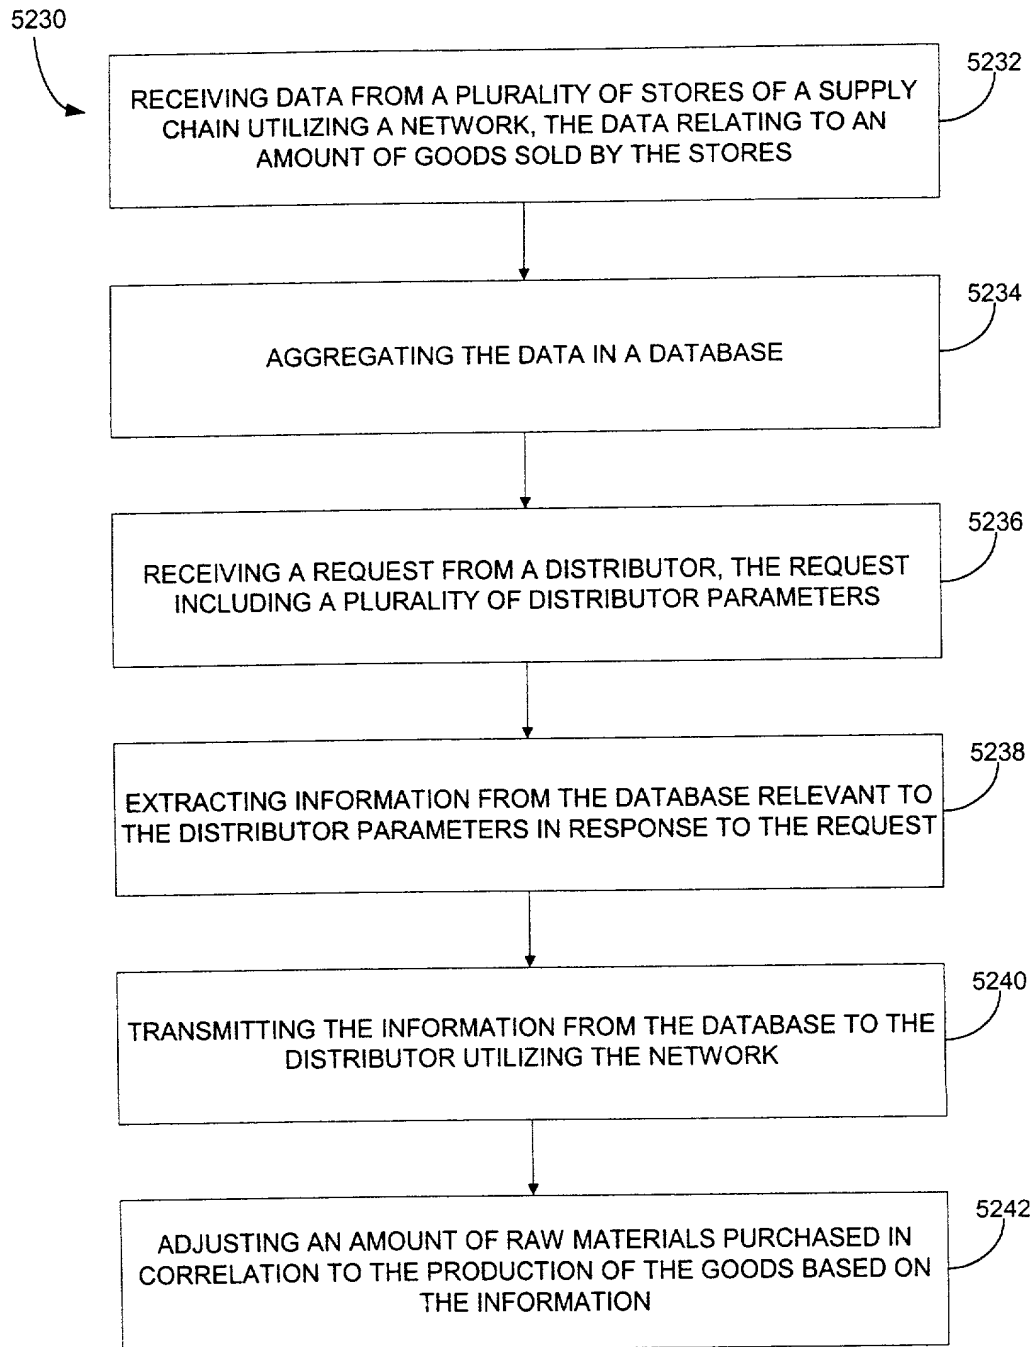 5230
5232
RECEIVING DATA FROM A PLURALITY OF STORES OF A SUPPLY
CHAIN UTILIZING A NETWORK, THE DATA RELATING TO AN
AMOUNT OF GOODS SOLD BY THE STORES
5234
AGGREGATING THE DATA IN A DATABASE
5236
RECEIVING A REQUEST FROM A DISTRIBUTOR, THE REQUEST
INCLUDING A PLURALITY OF DISTRIBUTOR PARAMETERS
5238
EXTRACTING INFORMATION FROM THE DATABASE RELEVANT TO
THE DISTRIBUTOR PARAMETERS IN RESPONSE TO THE REQUEST
5240
TRANSMITTING THE INFORMATION FROM THE DATABASE TO THE
DISTRIBUTOR UTILIZING THE NETWORK
5242
ADJUSTING AN AMOUNT OF RAW MATERIALS PURCHASED IN
CORRELATION TO THE PRODUCTION OF THE GOODS BASED ON
THE INFORMATION